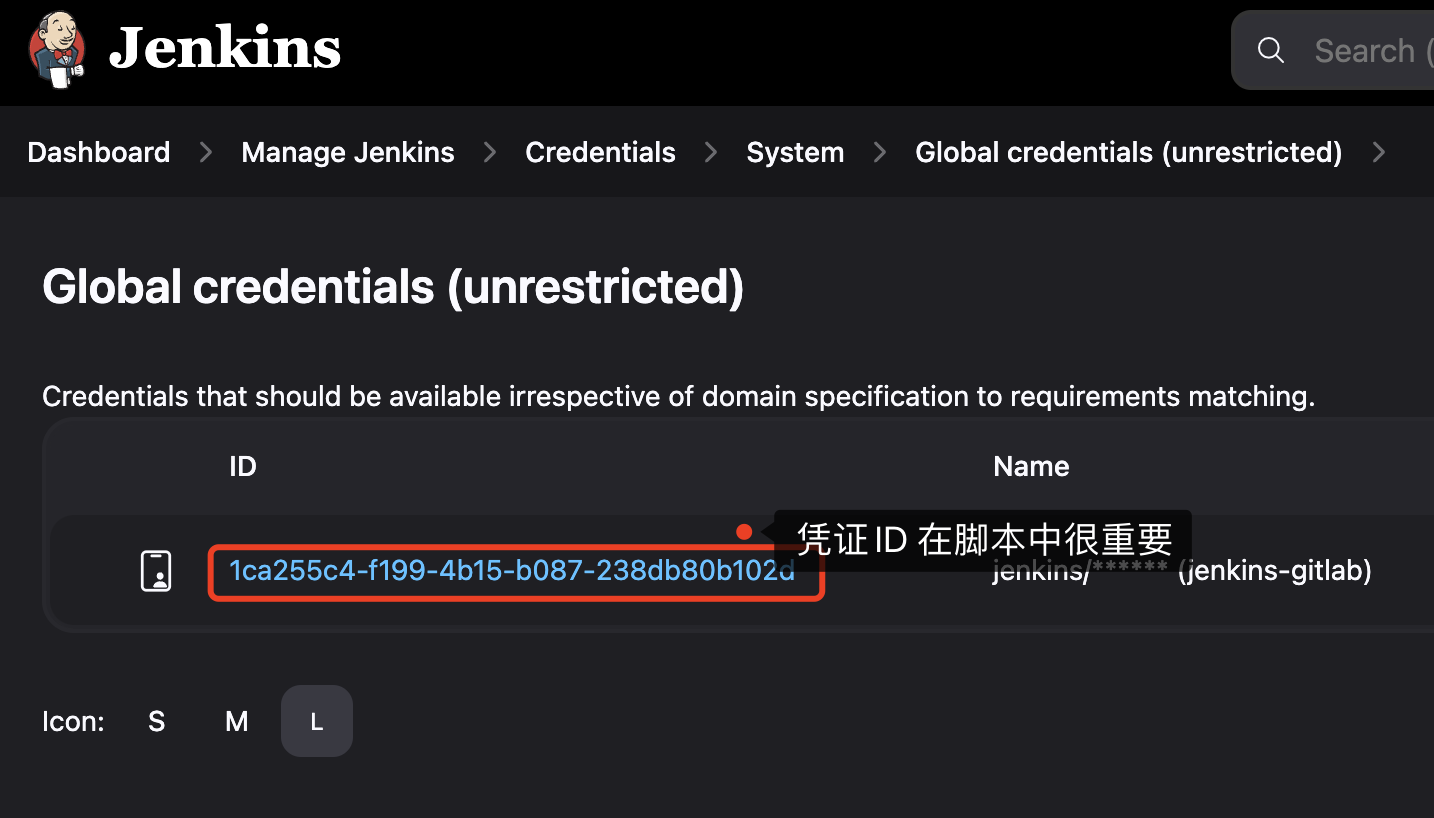 Jenkins
Search (
Dashboard > Manage Jenkins > Credentials > System > Global credentials (unrestricted) >
Global credentials (unrestricted)
Credentials that should be available irrespective of domain specification to requirements matching.
ID Name
凭证 ID 在脚本中很重要
1ca255c4-f199-4b15-b087-238db80b102d jenkins/****** (jenkins-gitlab)
Icon: S M L